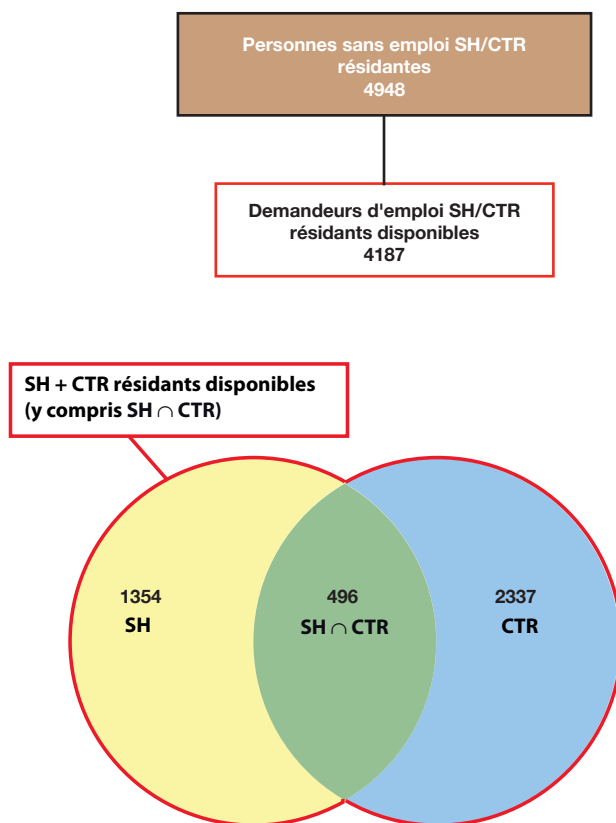 Personnes sans emploi SH/CTR
résidantes
4948
Demandeurs d'emploi SH/CTR
résidants disponibles
4187
SH + CTR résidants disponibles
(y compris SH ∩ CTR)
1354
SH
496
SH ∩ CTR
2337
CTR